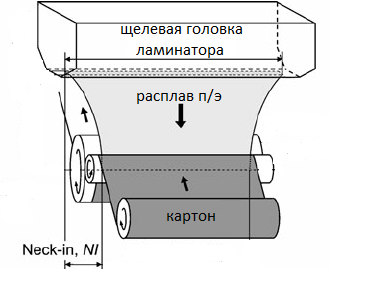 щелевая головка
ламинатора
расплав п/э
картон
Neck-in, NI